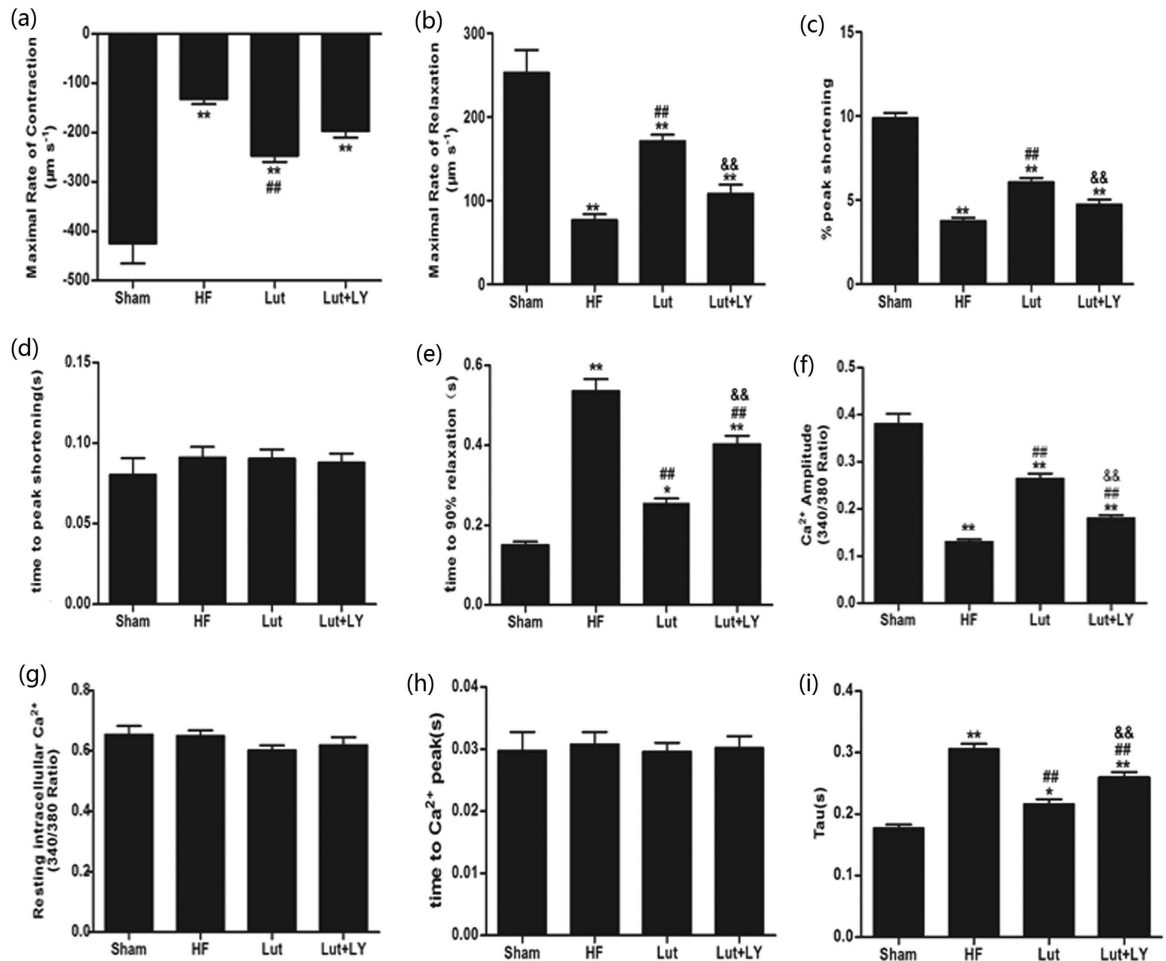 (a)
Maximal Rate of Contraction
(µm s⁻¹)
0
-100
-200
-300
-400
-500
**
**
##
**
Sham HF Lut Lut+LY
(b)
Maximal Rate of Relaxation
(µm s⁻¹)
300
200
100
0
**
##
**
&&
**
Sham HF Lut Lut+LY
(c)
% peak shortening
15
10
5
0
**
##
**
&&
**
Sham HF Lut Lut+LY
(d)
time to peak shortening(s)
0.15
0.10
0.05
0.00
Sham HF Lut Lut+LY
(e)
time to 90% relaxation (s)
0.6
0.4
0.2
0.0
**
##
*
&&
##
**
Sham HF Lut Lut+LY
(f)
Ca²⁺ Amplitude
(340/380 Ratio)
0.5
0.4
0.3
0.2
0.1
0.0
**
##
**
&&
##
**
Sham HF Lut Lut+LY
(g)
Resting intracellullar Ca²⁺
(340/380 Ratio)
0.8
0.6
0.4
0.2
0.0
Sham HF Lut Lut+LY
(h)
time to Ca²⁺ peak(s)
0.04
0.03
0.02
0.01
0.00
Sham HF Lut Lut+LY
(i)
Tau(s)
0.4
0.3
0.2
0.1
0.0
**
##
*
&&
##
**
Sham HF Lut Lut+LY